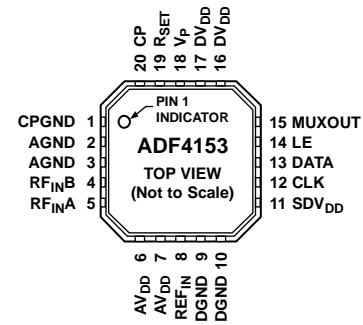 20 CP
19 RSET
18 VP
17 DVDD
16 DVDD
PIN 1
INDICATOR
ADF4153
TOP VIEW
(Not to Scale)
CPGND 1
AGND 2
AGND 3
RFINB 4
RFINA 5
15 MUXOUT
14 LE
13 DATA
12 CLK
11 SDVDD
AVDD 6
AVDD 7
REFIN 8
DGND 9
DGND 10